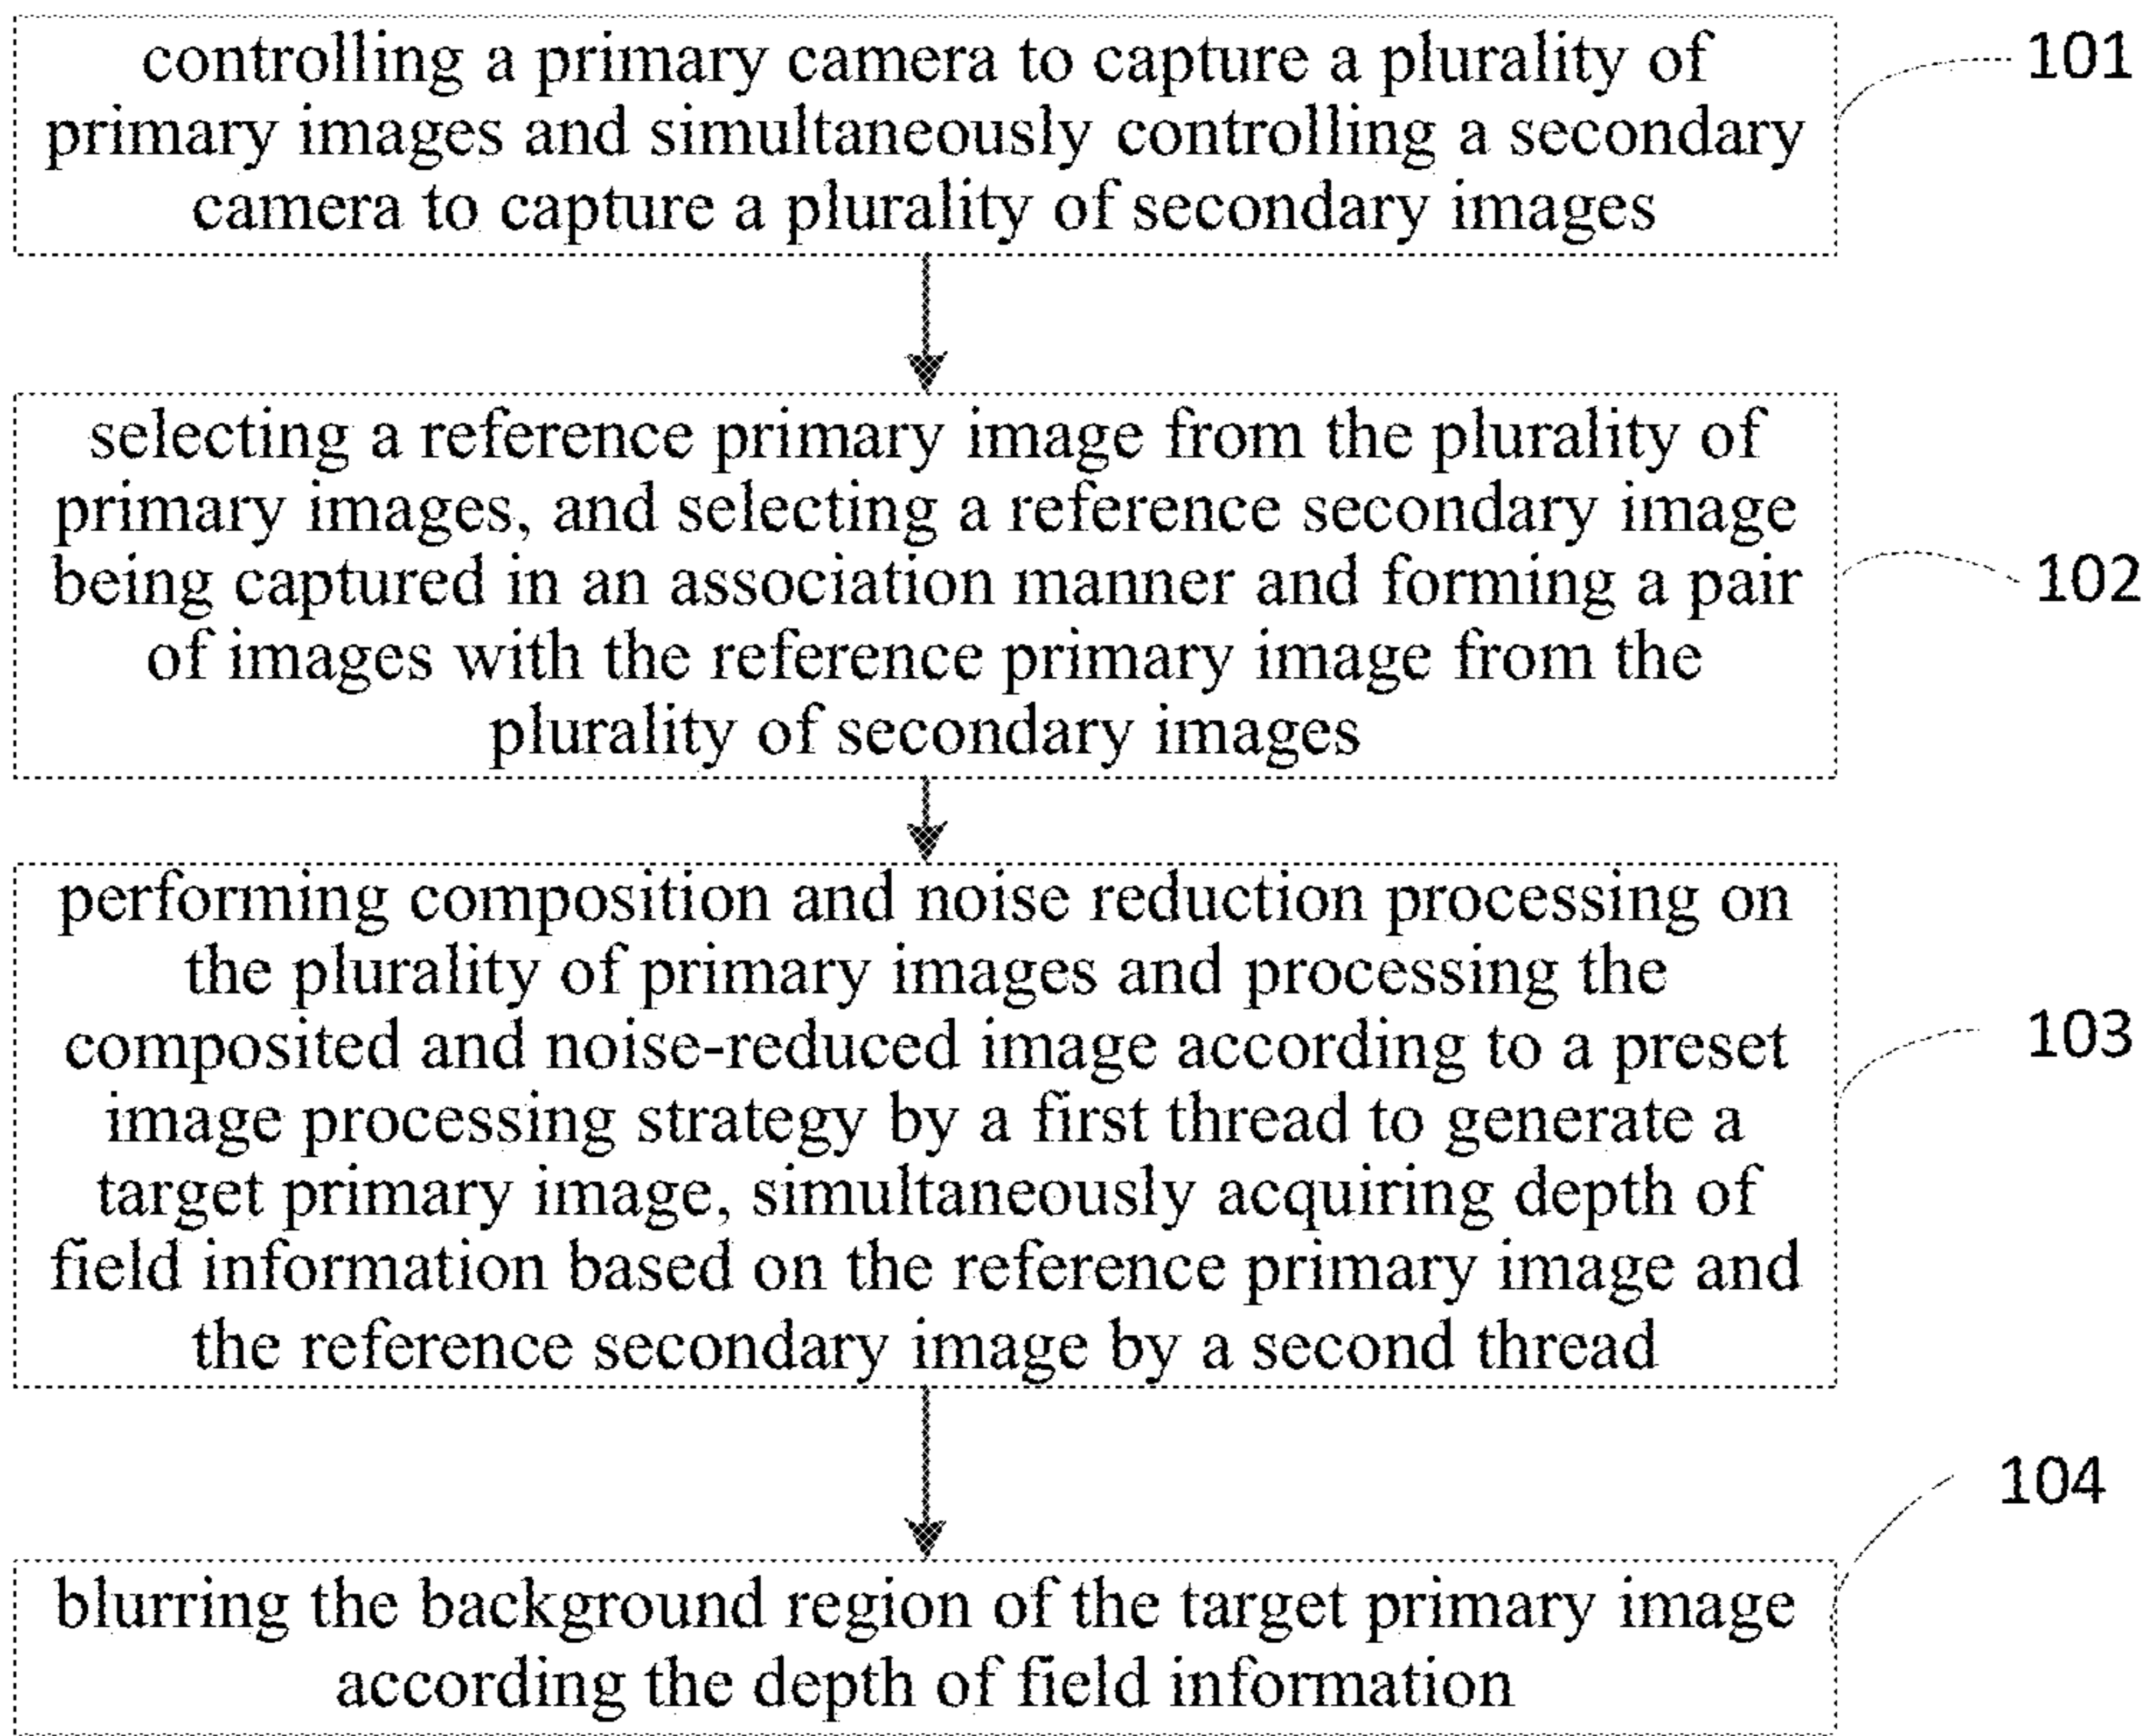 controlling a primary camera to capture a plurality of
primary images and simultaneously controlling a secondary
camera to capture a plurality of secondary images
101
selecting a reference primary image from the plurality of
primary images, and selecting a reference secondary image
being captured in an association manner and forming a pair
of images with the reference primary image from the
plurality of secondary images
102
performing composition and noise reduction processing on
the plurality of primary images and processing the
composited and noise-reduced image according to a preset
image processing strategy by a first thread to generate a
target primary image, simultaneously acquiring depth of
field information based on the reference primary image and
the reference secondary image by a second thread
103
blurring the background region of the target primary image
according the depth of field information
104